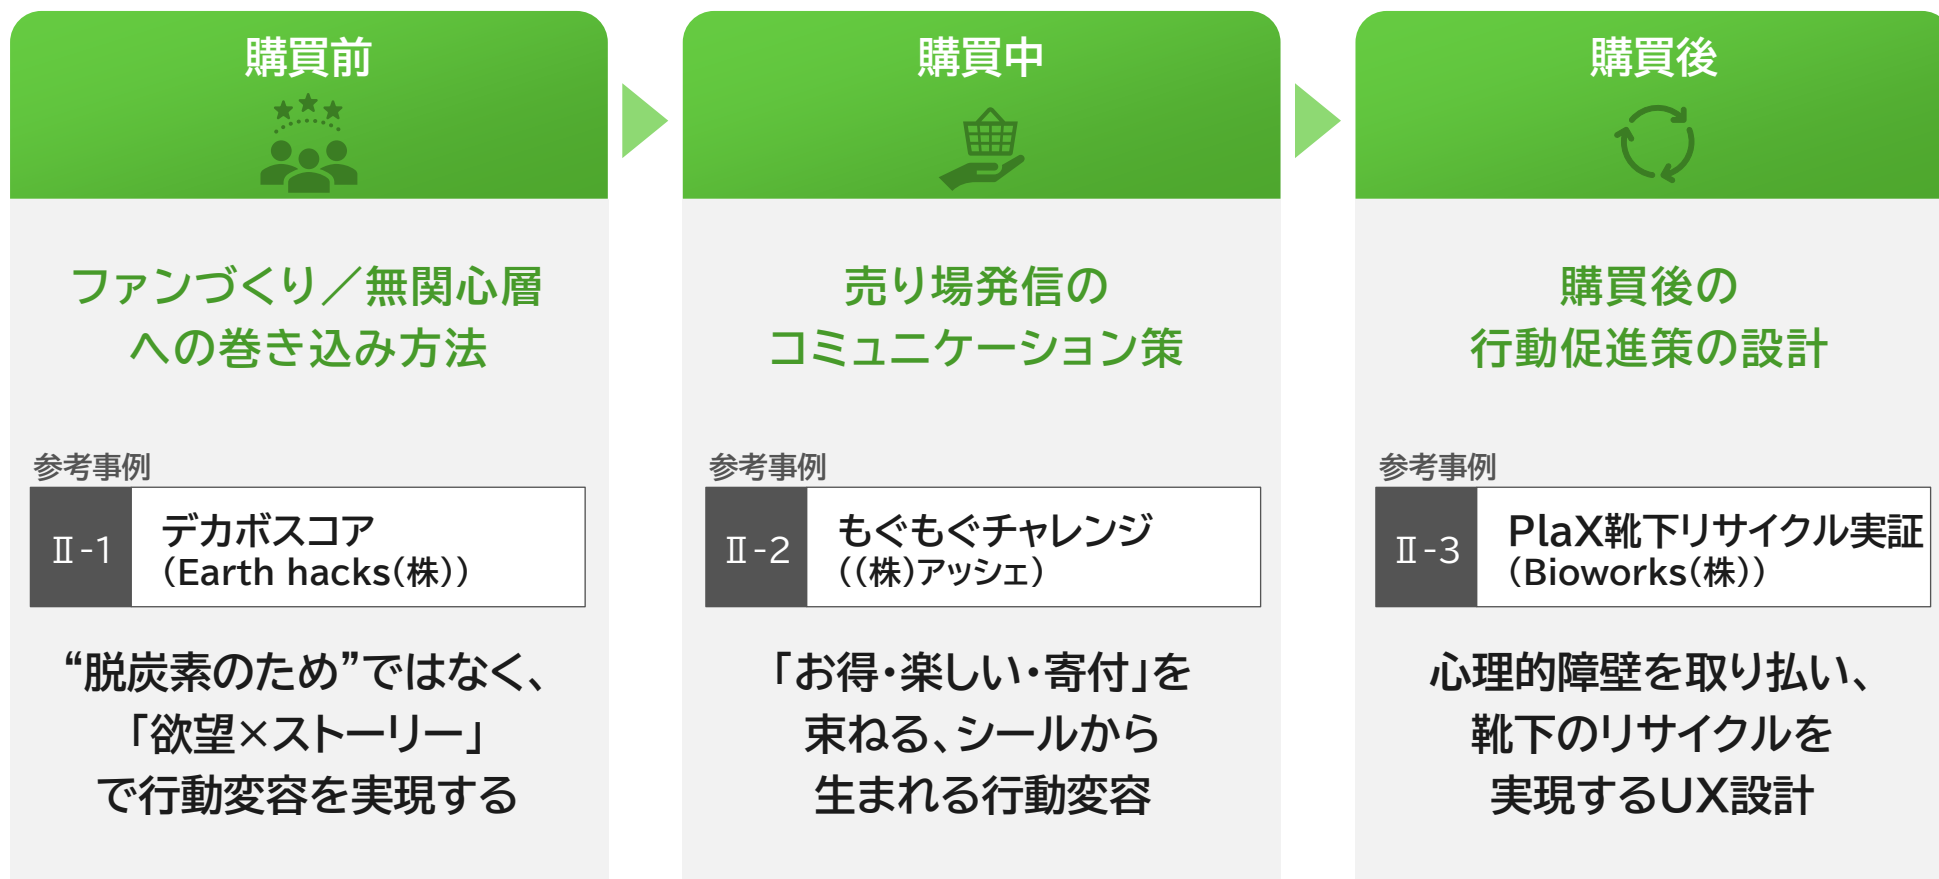 購買前
ファンづくり／無関心層
への巻き込み方法
参考事例
Ⅱ-1
デカボスコア
(Earth hacks(株))
“脱炭素のため”ではなく、
「欲望×ストーリー」
で行動変容を実現する
購買中
売り場発信の
コミュニケーション策
参考事例
Ⅱ-2
もぐもぐチャレンジ
((株)アッシェ)
「お得・楽しい・寄付」を
束ねる、シールから
生まれる行動変容
購買後
購買後の
行動促進策の設計
参考事例
Ⅱ-3
PlaX靴下リサイクル実証
(Bioworks(株))
心理的障壁を取り払い、
靴下のリサイクルを
実現するUX設計